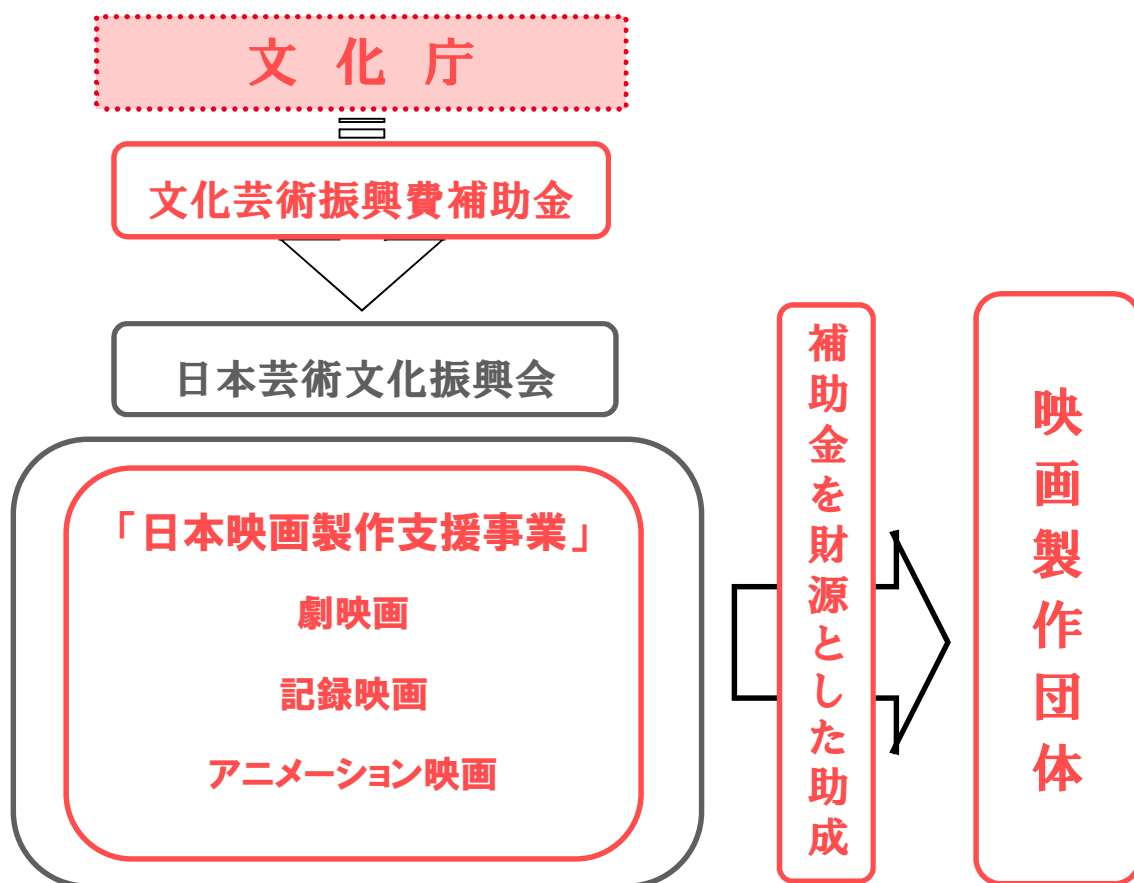 文化庁
文化芸術振興費補助金
日本芸術文化振興会
「日本映画製作支援事業」
劇映画
記録映画
アニメーション映画
補助金を財源とした助成
映画製作団体